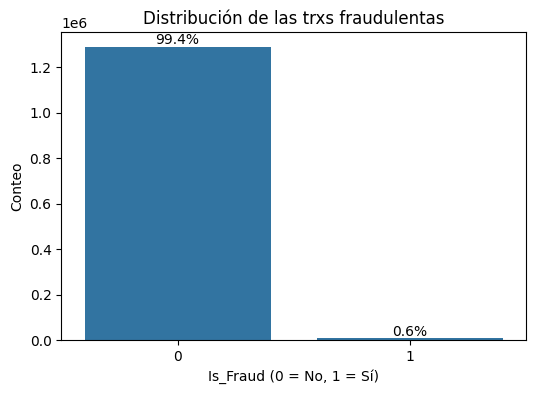 Distribución de las trxs fraudulentas
1e6
99.4%
1.2
1.0
0.8
0.6
0.4
0.2
0.0
Conteo
0.6%
0 1
Is_Fraud (0 = No, 1 = Sí)